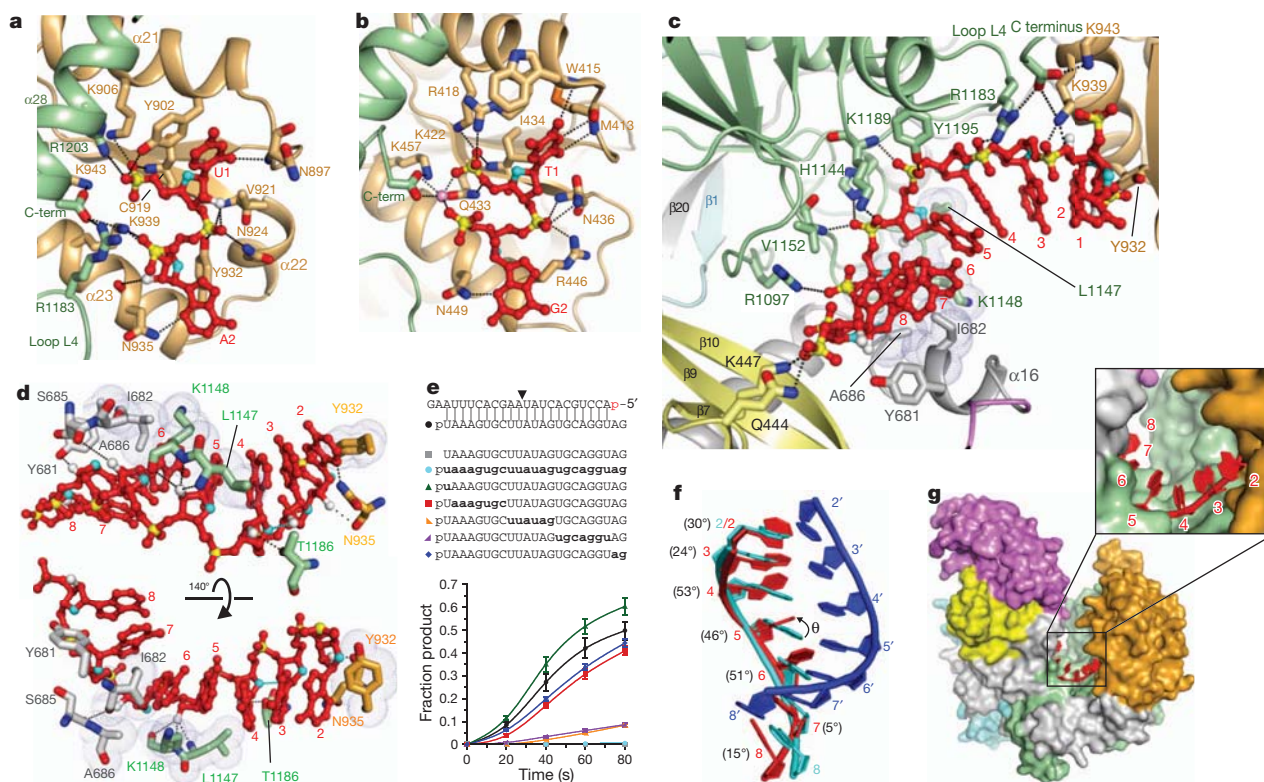 a
α21
K906
Y902
α28
R1203
K943
U1
N897
C-term
C919
K939
V921
N924
Y932
α22
α23
R1183
A2
Loop L4
N935
b
W415
R418
I434
K422
M413
K457
T1
C-term
Q433
N436
R446
N449
G2
c
Loop L4
C terminus
K943
R1183
K939
K1189
Y1195
H1144
β20
β1
2
1
3
4
5
Y932
V1152
6
L1147
R1097
K1148
7
8
I682
β10
K447
β9
A686
α16
β7
Y681
Q444
d
K1148
S685
I682
L1147
2
Y932
A686
6
5
4
3
Y681
8
7
N935
T1186
140°
8
Y681
7
Y932
I682
6
5
S685
N935
4
3
2
A686
K1148
L1147
T1186
e
GAAUUUCACGAAUAUCACGUCCAp-5′
pUAAAGUGCUUAUAGUGCAGGUAG
UAAAGUGCUUAUAGUGCAGGUAG
puaaagugcuuauagugcagguag
puAAAGUGCUUAUAGUGCAGGUAG
pUaaagugcUUAUAGUGCAGGUAG
pUAAAGUGCuuauagUGCAGGUAG
pUAAAGUGCUUAUAGugcagguAG
pUAAAGUGCUUAUAGUGCAGGUag
Fraction product
0.7
0.6
0.5
0.4
0.3
0.2
0.1
0
0 20 40 60 80
Time (s)
f
2′
(30°) 2/2
(24°) 3
3′
(53°) 4
4′
(46°) 5
θ
5′
(51°) 6
6′
8′
7′
7 (5°)
(15°) 8
8
g
8
7
6
5
4
3
2